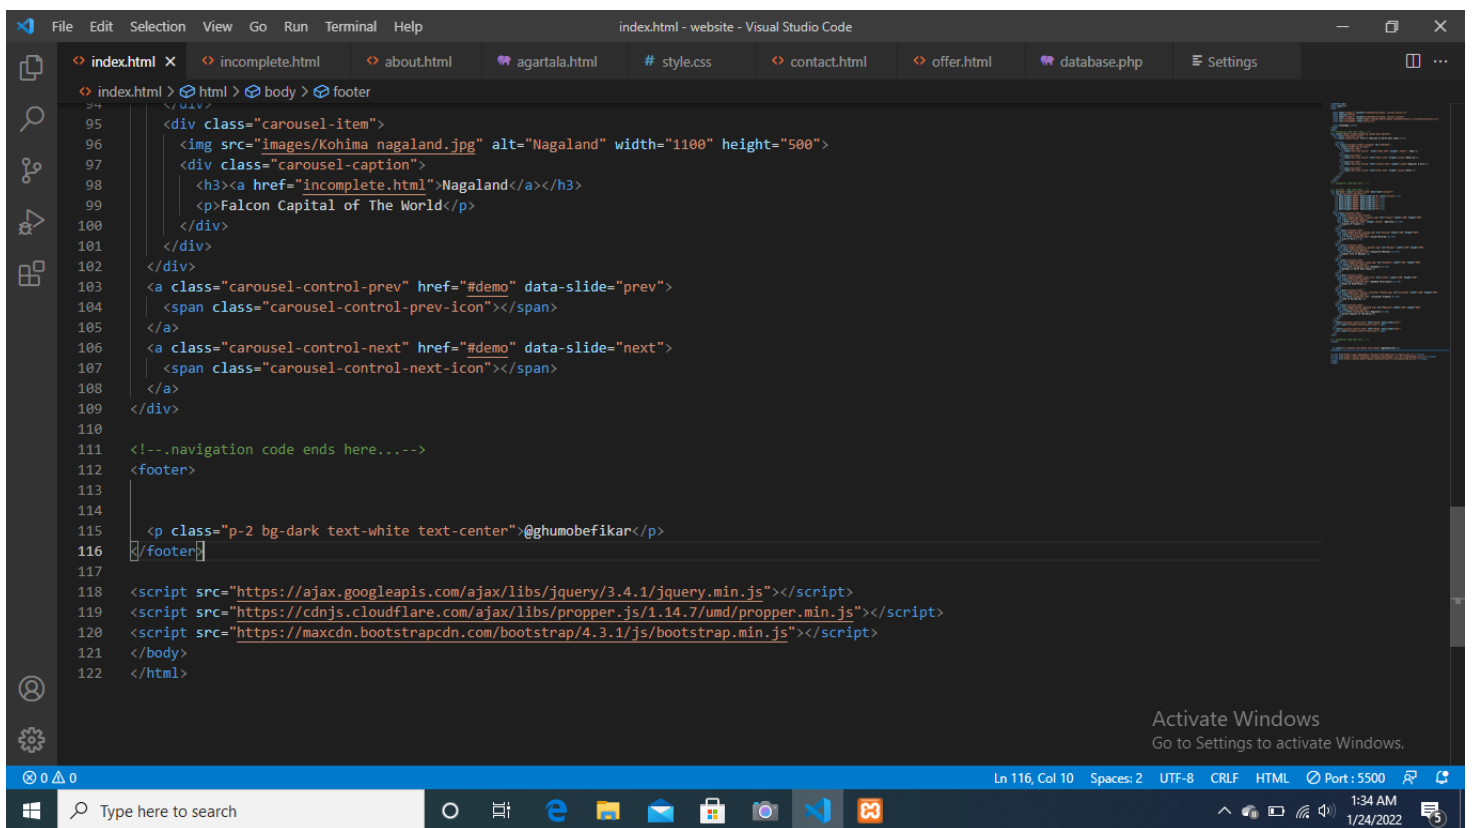 File Edit Selection View Go Run Terminal Help index.html - website - Visual Studio Code
index.html incomplete.html about.html agartala.html # style.css contact.html offer.html database.php Settings
index.html > html > body > footer
94 </div>
95 <div class="carousel-item">
96 <img src="images/Kohima nagaland.jpg" alt="Nagaland" width="1100" height="500">
97 <div class="carousel-caption">
98 <h3><a href="incomplete.html">Nagaland</a></h3>
99 <p>Falcon Capital of The World</p>
100 </div>
101 </div>
102 </div>
103 <a class="carousel-control-prev" href="#demo" data-slide="prev">
104 <span class="carousel-control-prev-icon"></span>
105 </a>
106 <a class="carousel-control-next" href="#demo" data-slide="next">
107 <span class="carousel-control-next-icon"></span>
108 </a>
109 </div>
110
111 <!--.navigation code ends here...-->
112 <footer>
113
114
115 <p class="p-2 bg-dark text-white text-center">@ghumobefikar</p>
116 </footer>
117
118 <script src="https://ajax.googleapis.com/ajax/libs/jquery/3.4.1/jquery.min.js"></script>
119 <script src="https://cdnjs.cloudflare.com/ajax/libs/propper.js/1.14.7/umd/propper.min.js"></script>
120 <script src="https://maxcdn.bootstrapcdn.com/bootstrap/4.3.1/js/bootstrap.min.js"></script>
121 </body>
122 </html>
Activate Windows
Go to Settings to activate Windows.
0 0 Ln 116, Col 10 Spaces: 2 UTF-8 CRLF HTML Port : 5500
Type here to search 1:34 AM
1/24/2022 5